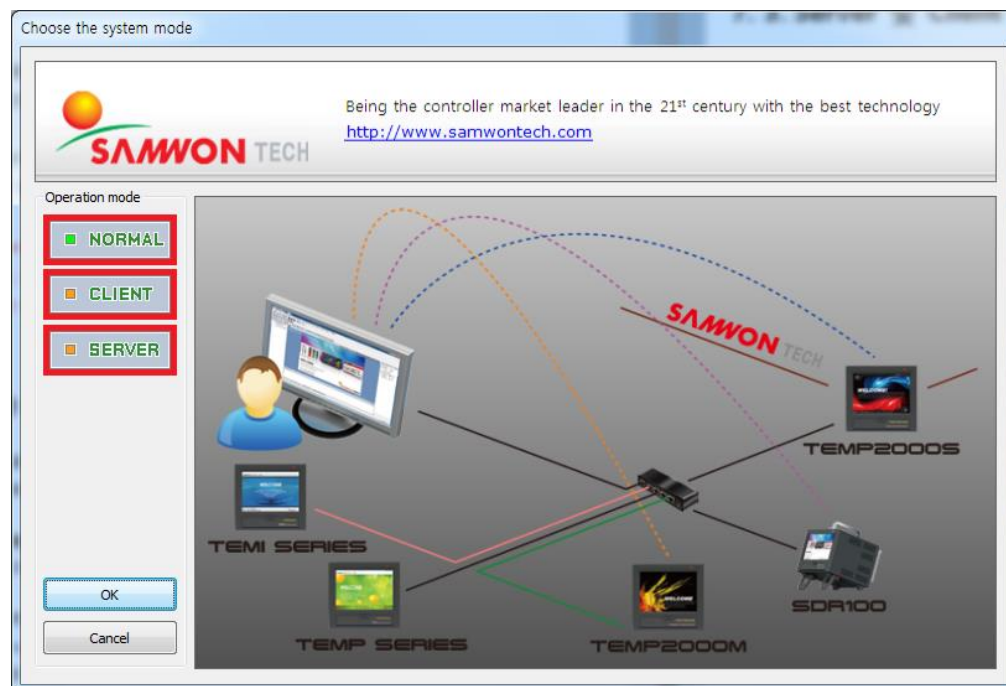 Choose the system mode
SAMWON TECH
Being the controller market leader in the 21st century with the best technology
http://www.samwontech.com
Operation mode
NORMAL
CLIENT
SERVER
OK
Cancel
SAMWON TECH
TEMP2000S
TEMI SERIES
SDR100
TEMP SERIES
TEMP2000M